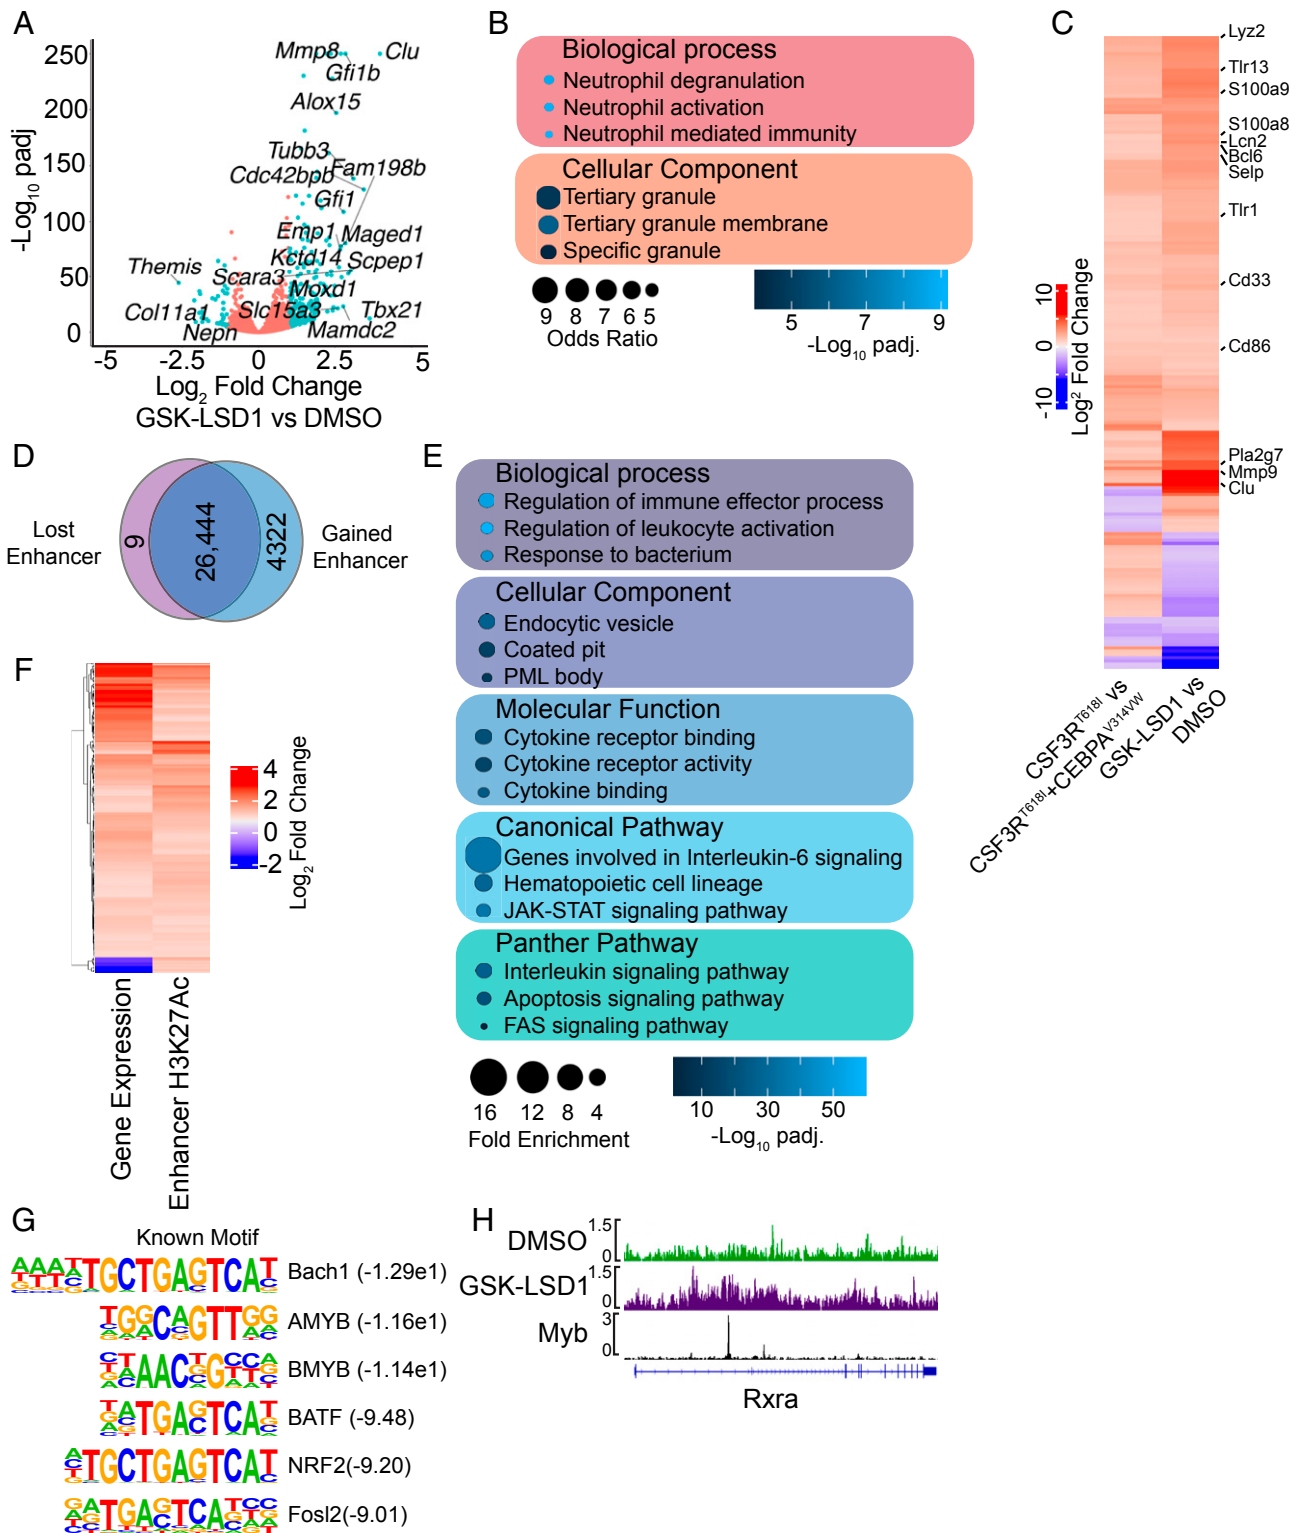 A
250
200
150
100
50
0
-Log10 padj
Mmp8
Clu
Gfi1b
Alox15
Tubb3
Cdc42bpb
Fam198b
Gfi1
Emp1
Maged1
Kctd14
Scpep1
Themis
Scara3
Moxd1
Col11a1
Slc15a3
Tbx21
Nepn
Mamdc2
-5
-2.5
0
2.5
5
Log2 Fold Change
GSK-LSD1 vs DMSO
B
Biological process
Neutrophil degranulation
Neutrophil activation
Neutrophil mediated immunity
Cellular Component
Tertiary granule
Tertiary granule membrane
Specific granule
9 8 7 6 5
Odds Ratio
5 7 9
-Log10 padj.
C
Lyz2
Tlr13
S100a9
S100a8
Lcn2
Bcl6
Selp
Tlr1
Cd33
Cd86
Pla2g7
Mmp9
Clu
10
0
-10
Log2 Fold Change
CSF3RT618I vs
CSF3RT618I+CEBPAV314VW
GSK-LSD1 vs
DMSO
D
Lost
Enhancer
9
26,444
4322
Gained
Enhancer
E
Biological process
Regulation of immune effector process
Regulation of leukocyte activation
Response to bacterium
Cellular Component
Endocytic vesicle
Coated pit
PML body
Molecular Function
Cytokine receptor binding
Cytokine receptor activity
Cytokine binding
Canonical Pathway
Genes involved in Interleukin-6 signaling
Hematopoietic cell lineage
JAK-STAT signaling pathway
Panther Pathway
Interleukin signaling pathway
Apoptosis signaling pathway
FAS signaling pathway
16 12 8 4
Fold Enrichment
10 30 50
-Log10 padj.
F
4
2
0
-2
Log2 Fold Change
Gene Expression
Enhancer H3K27Ac
G
Known Motif
Bach1 (-1.29e1)
AMYB (-1.16e1)
BMYB (-1.14e1)
BATF (-9.48)
NRF2(-9.20)
Fosl2(-9.01)
H
DMSO
1.5
0
GSK-LSD1
1.5
0
Myb
3
0
Rxra